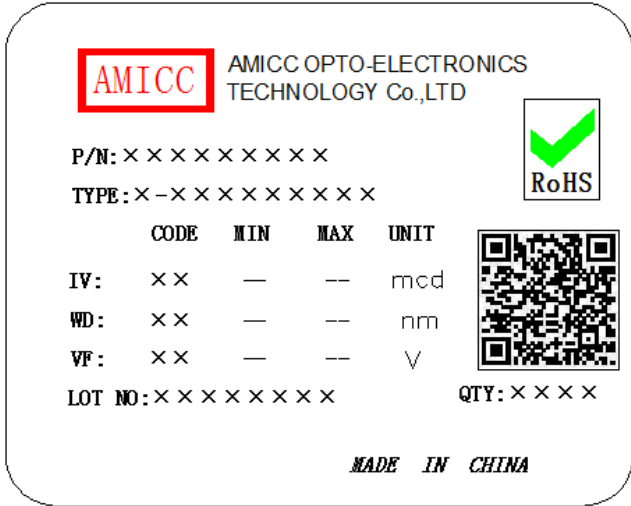 AMICC
AMICC OPTO-ELECTRONICS
TECHNOLOGY Co.,LTD
RoHS
P/N:×××××××××
TYPE:×-×××××××××
CODE MIN MAX UNIT
IV: ×× — -- mcd
WD: ×× — -- nm
VF: ×× — -- V
LOT NO:×××××××× QTY:××××
MADE IN CHINA